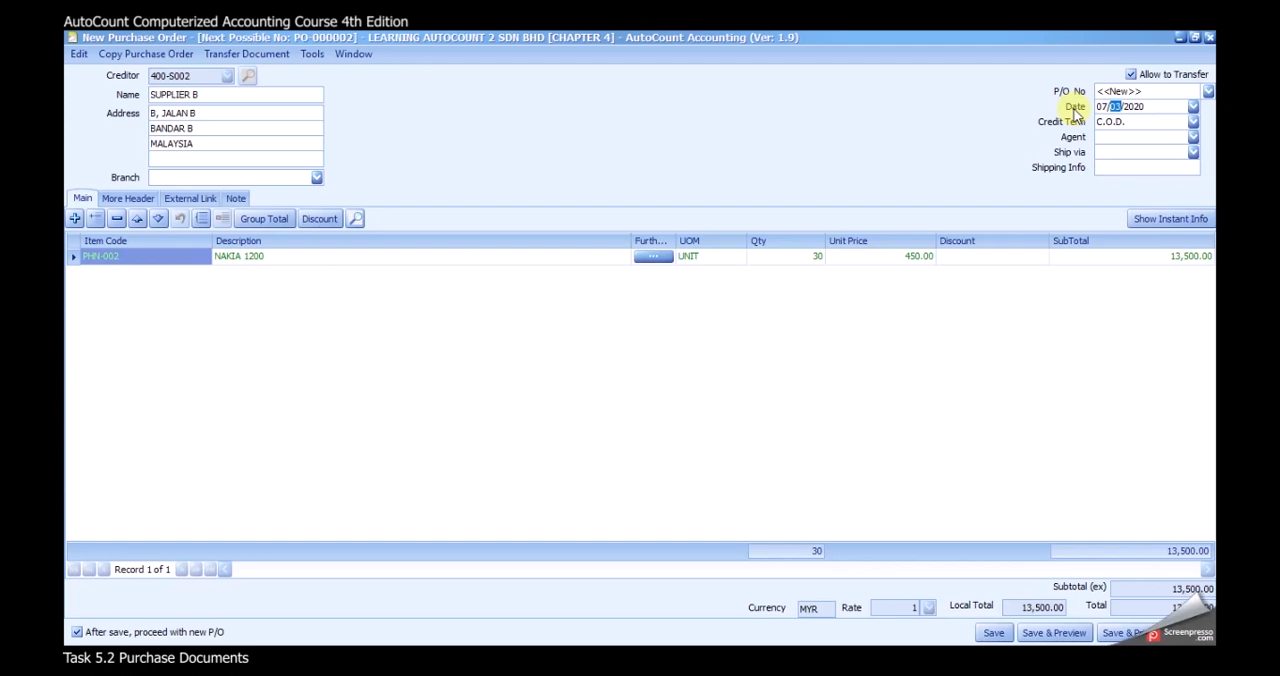 AutoCount Computerized Accounting Course 4th Edition
New Purchase Order - [Next Possible No: PO-000002] - LEARNING AUTOCOUNT 2 SDN BHD [CHAPTER 4] - AutoCount Accounting (Ver: 1.9)
Edit Copy Purchase Order Transfer Document Tools Window
Creditor 400-S002
Allow to Transfer
Name SUPPLIER B
P/O No <<New>>
Address B, JALAN B
Date 07/03/2020
BANDAR B
Credit Term C.O.D.
MALAYSIA
Agent
Ship via
Shipping Info
Branch
Main More Header External Link Note
Group Total Discount Show Instant Info
Item Code Description Furth... UOM Qty Unit Price Discount SubTotal
PHN-002 NAKIA 1200 ... UNIT 30 450.00 13,500.00
30 13,500.00
Record 1 of 1
Subtotal (ex) 13,500.00
Currency MYR Rate 1 Local Total 13,500.00 Total
After save, proceed with new P/O Save Save & Preview Save &
Screenpresso.com
Task 5.2 Purchase Documents